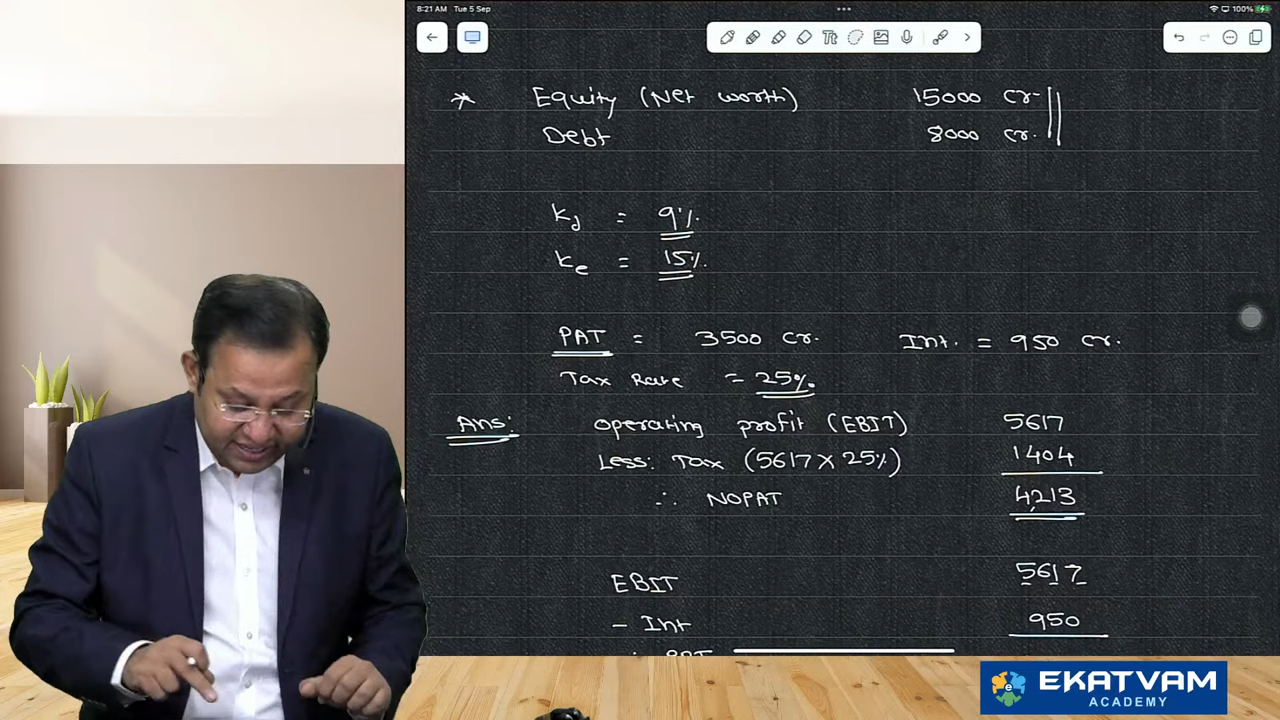 8:21 AM Tue 5 Sep
100%
* Equity (Net worth) 15000 cr.
Debt 8000 cr.
Kd = 9%.
Ke = 15%.
PAT = 3500 cr. Int. = 950 cr.
Tax Rate = 25%.
Ans: operating profit (EBIT) 5617
Less: Tax (5617 X 25%) 1404
∴ NOPAT 4213
EBIT 5617
- Int 950
EKATVAM
ACADEMY